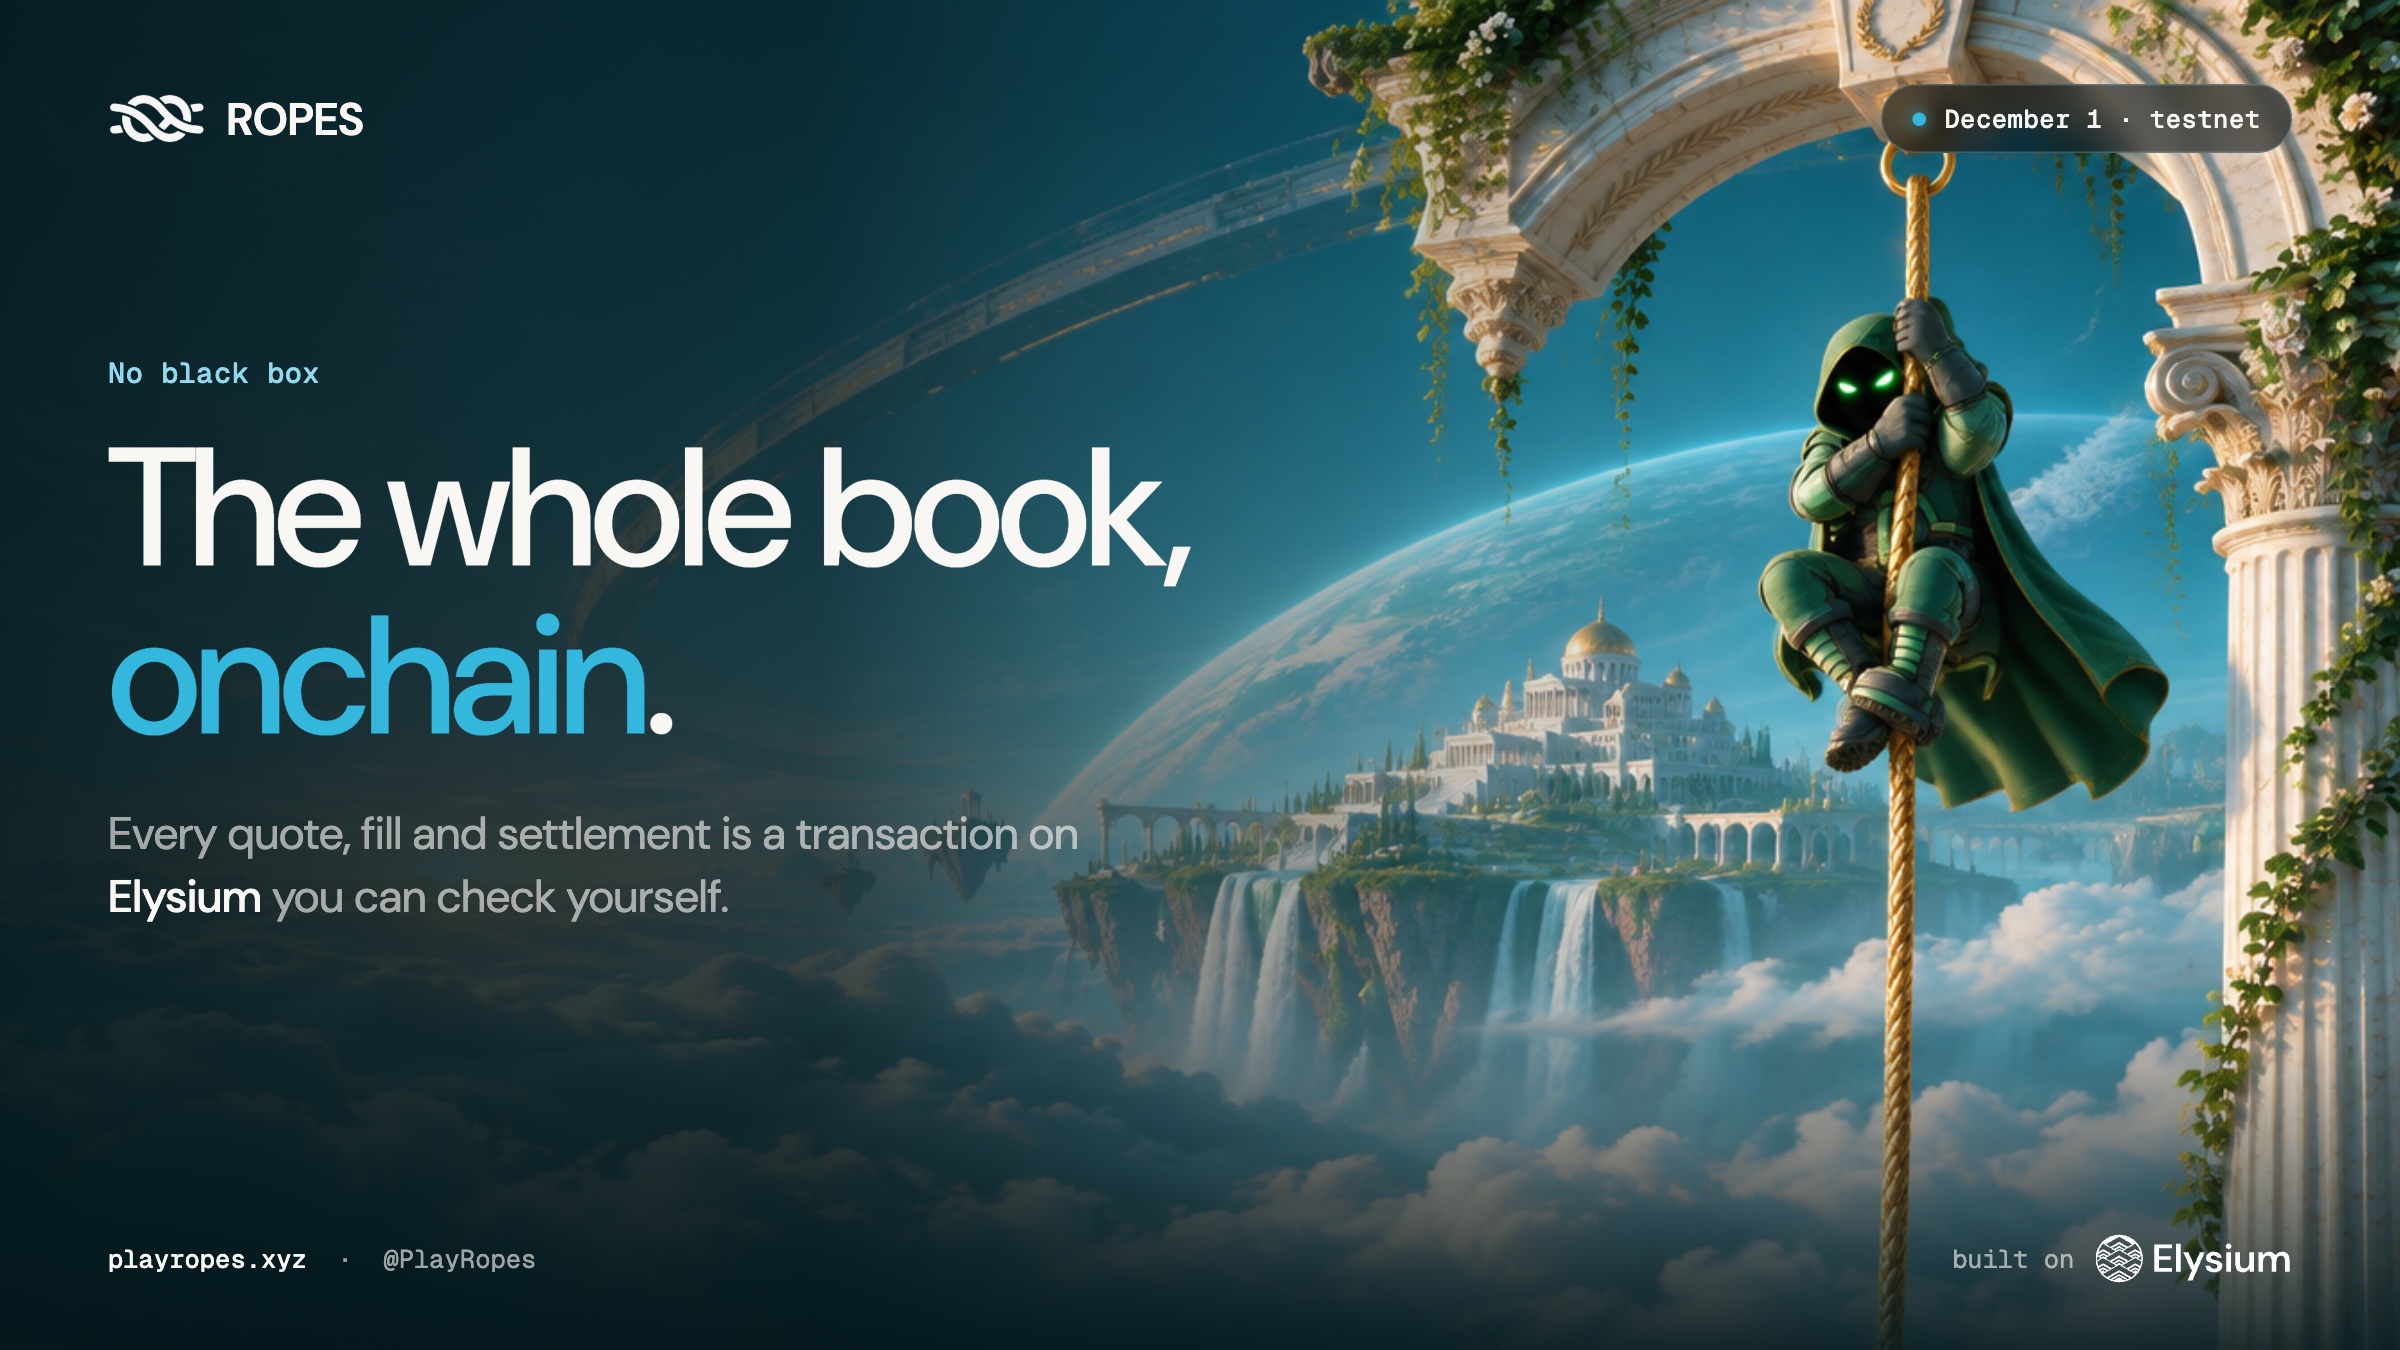 ROPES
December 1 · testnet
No black box
The whole book,
onchain.
Every quote, fill and settlement is a transaction on
Elysium you can check yourself.
playropes.xyz · @PlayRopes
built on Elysium